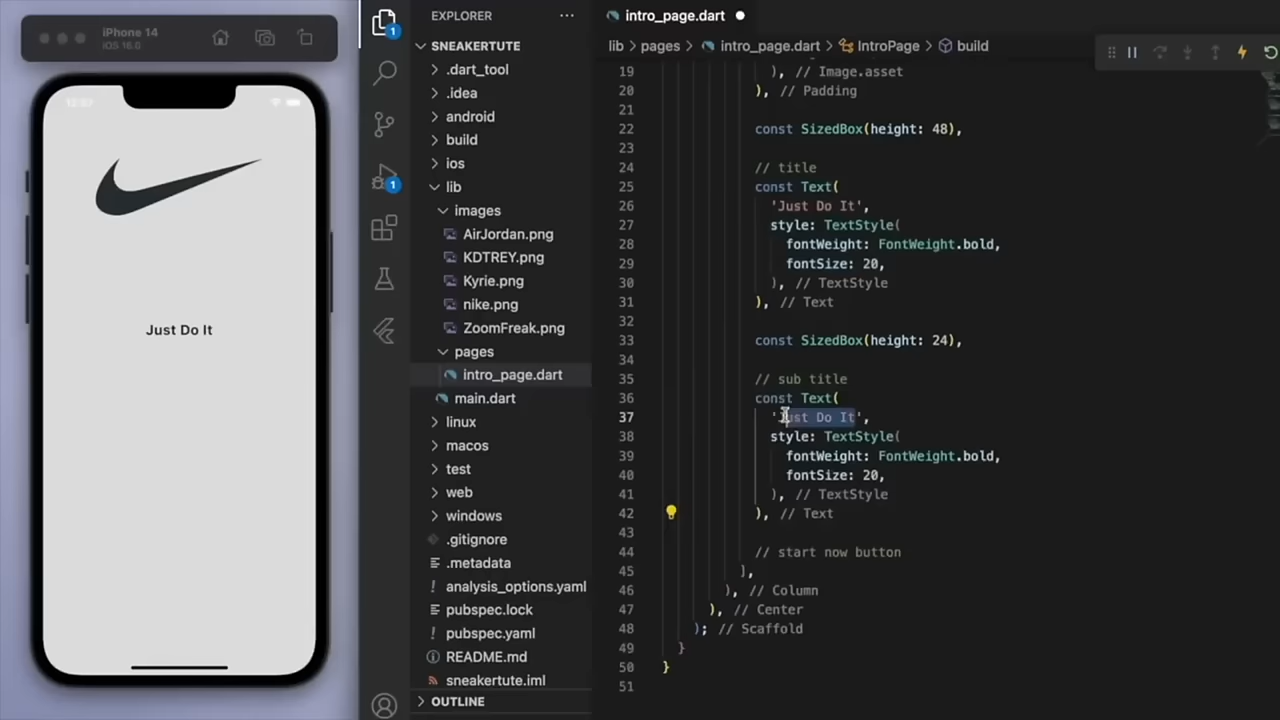 iPhone 14
iOS 16.0
Just Do It
1
1
EXPLORER
SNEAKERTUTE
.dart_tool
.idea
android
build
ios
lib
images
AirJordan.png
KDTREY.png
Kyrie.png
nike.png
ZoomFreak.png
pages
intro_page.dart
main.dart
linux
macos
test
web
windows
.gitignore
.metadata
! analysis_options.yaml
pubspec.lock
! pubspec.yaml
README.md
sneakertute.iml
OUTLINE
intro_page.dart
lib > pages > intro_page.dart > IntroPage > build
19 ), // Image.asset
20 ), // Padding
21
22 const SizedBox(height: 48),
23
24 // title
25 const Text(
26 'Just Do It',
27 style: TextStyle(
28 fontWeight: FontWeight.bold,
29 fontSize: 20,
30 ), // TextStyle
31 ), // Text
32
33 const SizedBox(height: 24),
34
35 // sub title
36 const Text(
37 'Just Do It',
38 style: TextStyle(
39 fontWeight: FontWeight.bold,
40 fontSize: 20,
41 ), // TextStyle
42 ), // Text
43
44 // start now button
45 ],
46 ), // Column
47 ), // Center
48 ); // Scaffold
49 }
50 }
51